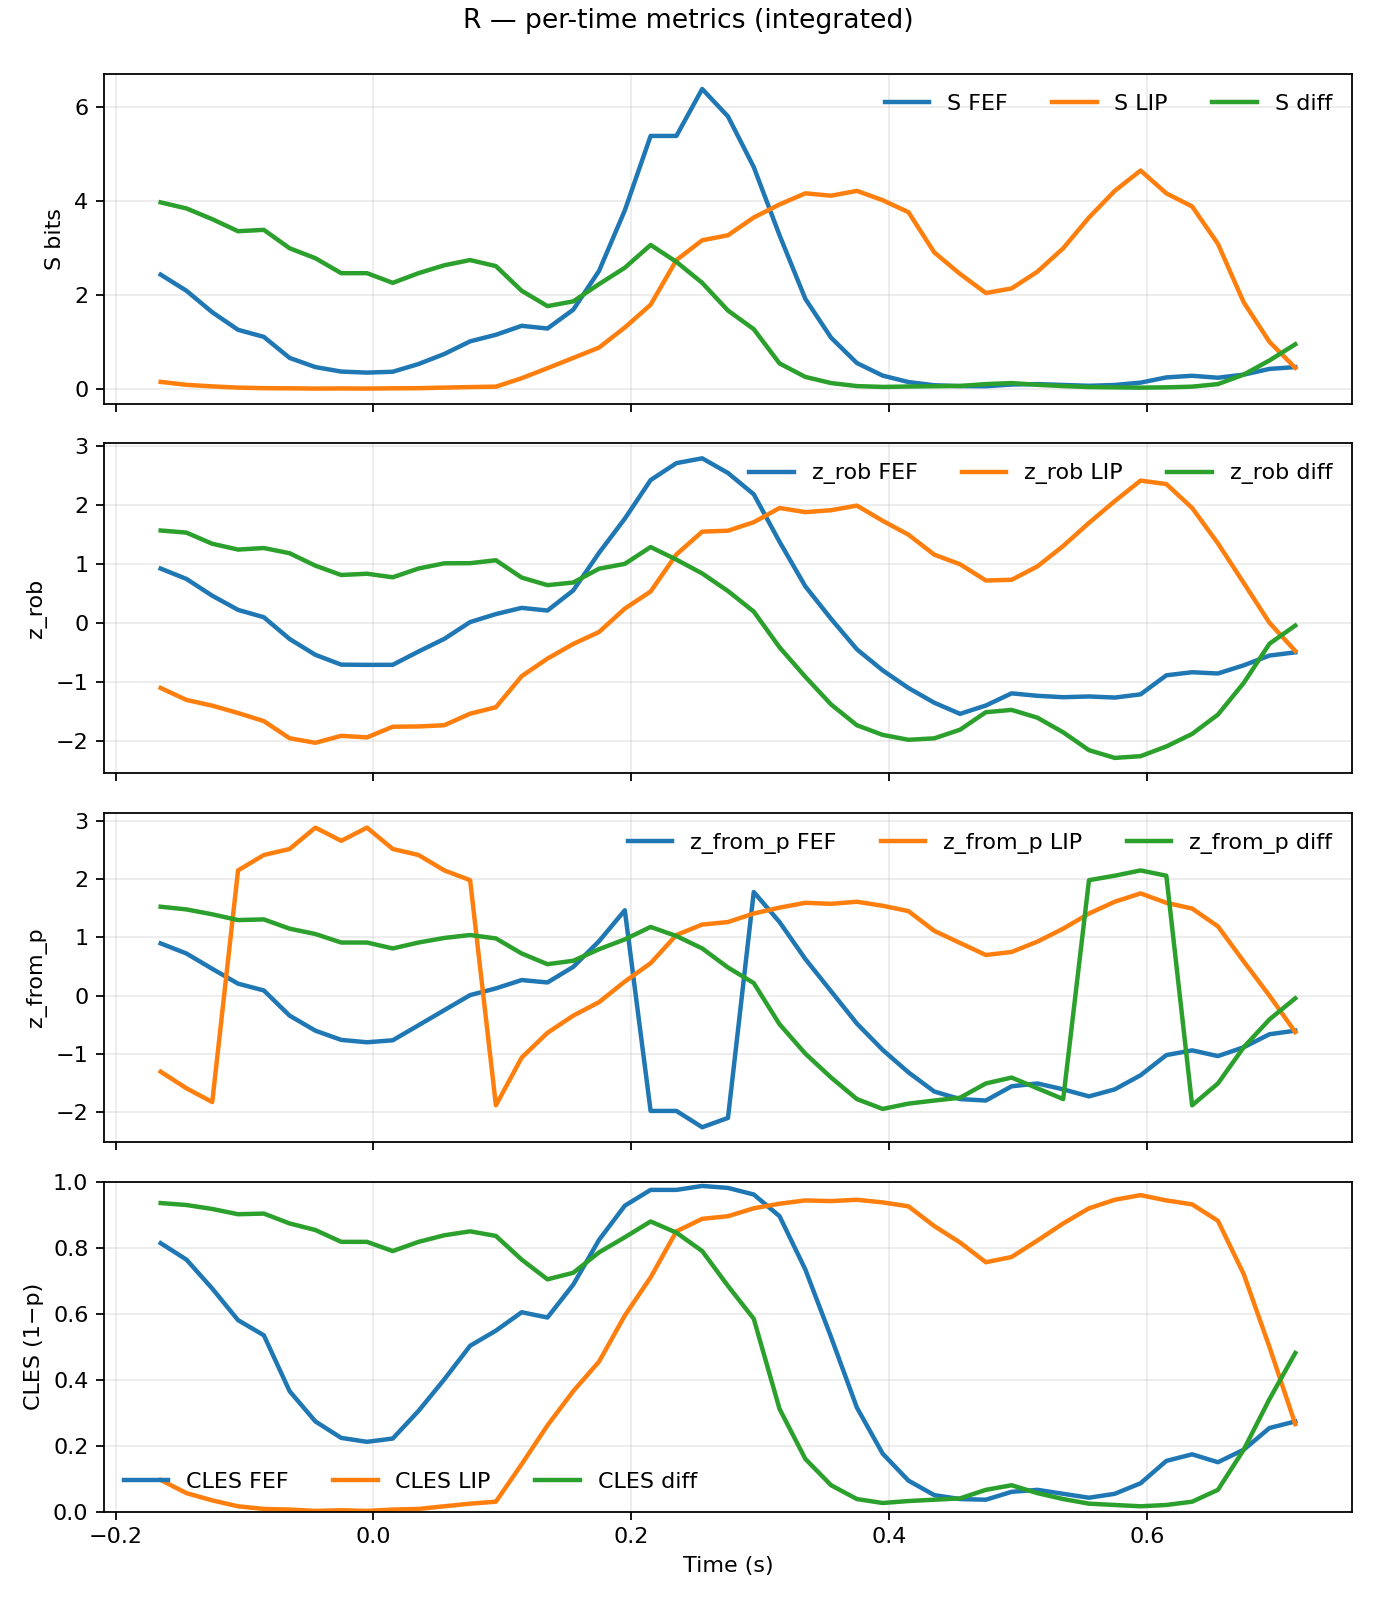 R — per-time metrics (integrated)
S bits
6
4
2
0
S FEF
S LIP
S diff
z_rob
3
2
1
0
−1
−2
z_rob FEF
z_rob LIP
z_rob diff
z_from_p
3
2
1
0
−1
−2
z_from_p FEF
z_from_p LIP
z_from_p diff
CLES (1−p)
1.0
0.8
0.6
0.4
0.2
0.0
CLES FEF
CLES LIP
CLES diff
−0.2
0.0
0.2
0.4
0.6
Time (s)